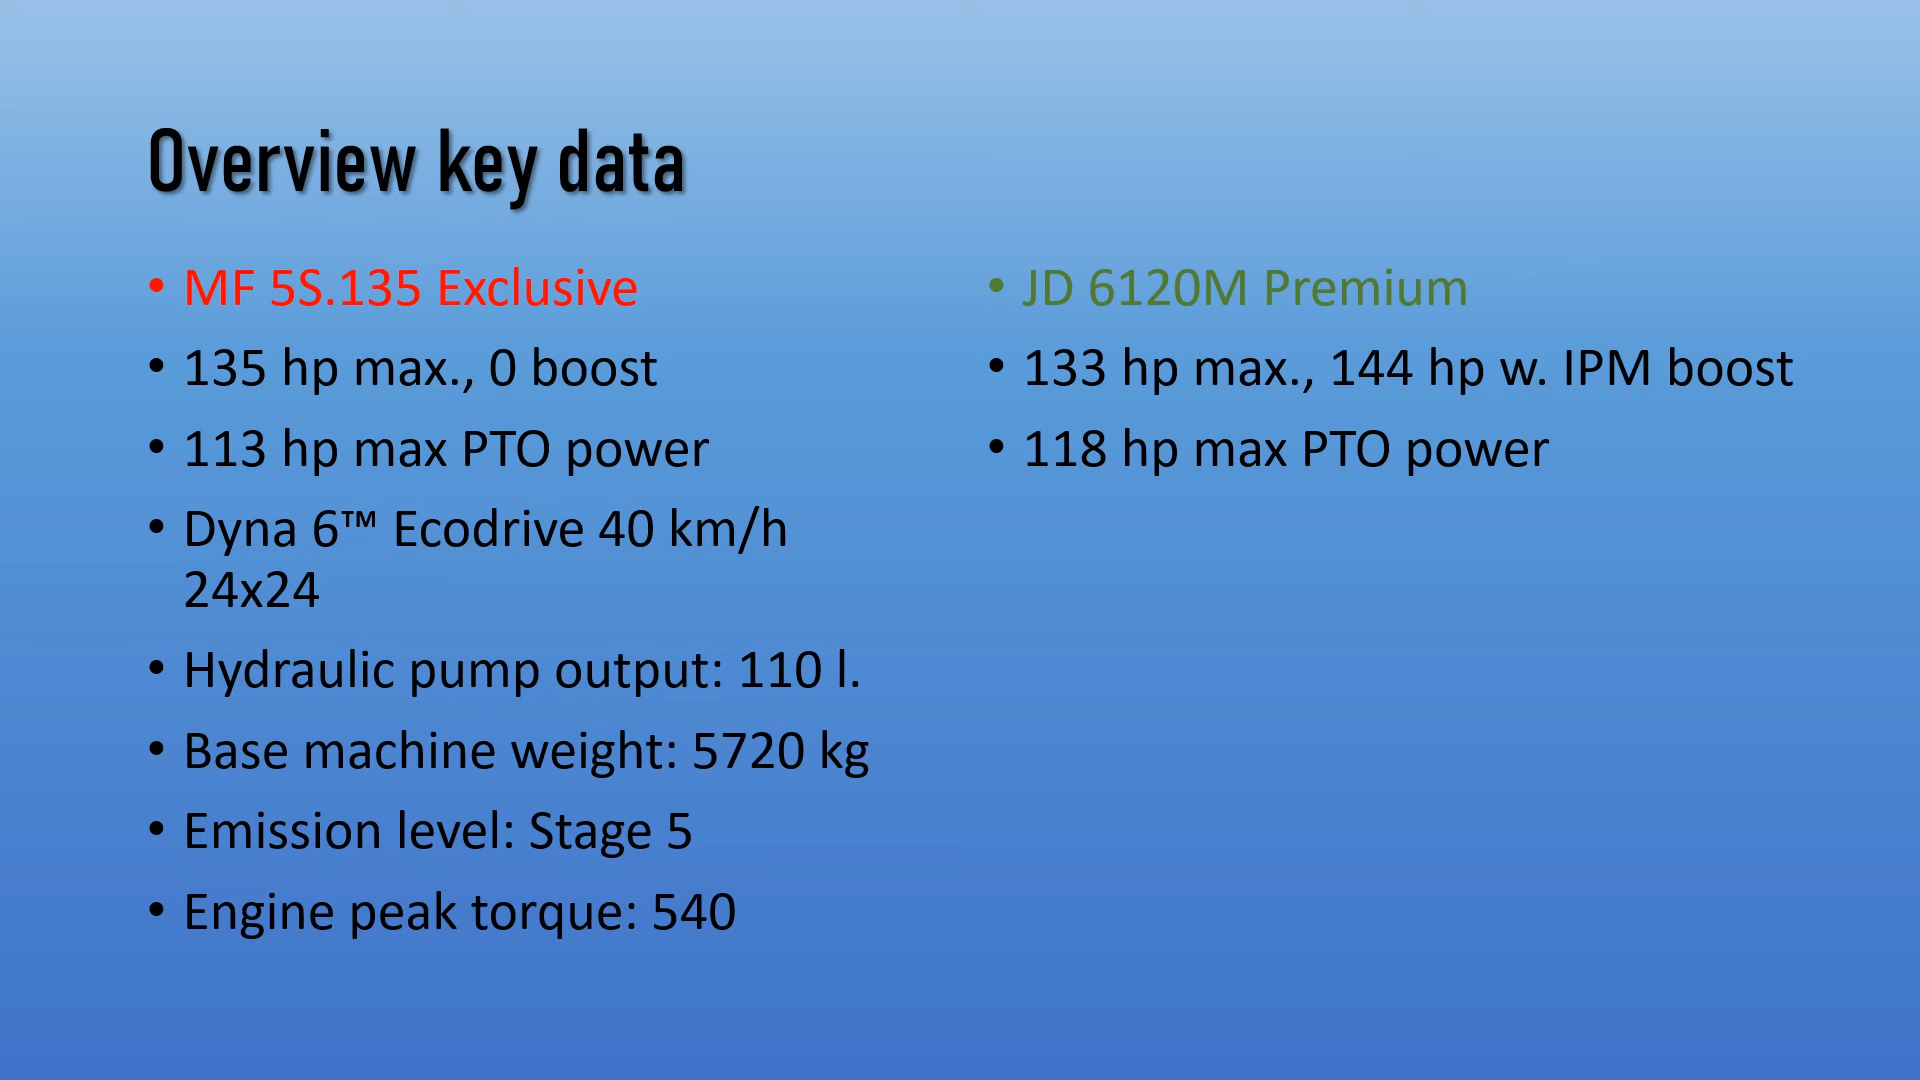 Overview key data
• MF 5S.135 Exclusive
• 135 hp max., 0 boost
• 113 hp max PTO power
• Dyna 6™ Ecodrive 40 km/h
24x24
• Hydraulic pump output: 110 l.
• Base machine weight: 5720 kg
• Emission level: Stage 5
• Engine peak torque: 540
• JD 6120M Premium
• 133 hp max., 144 hp w. IPM boost
• 118 hp max PTO power